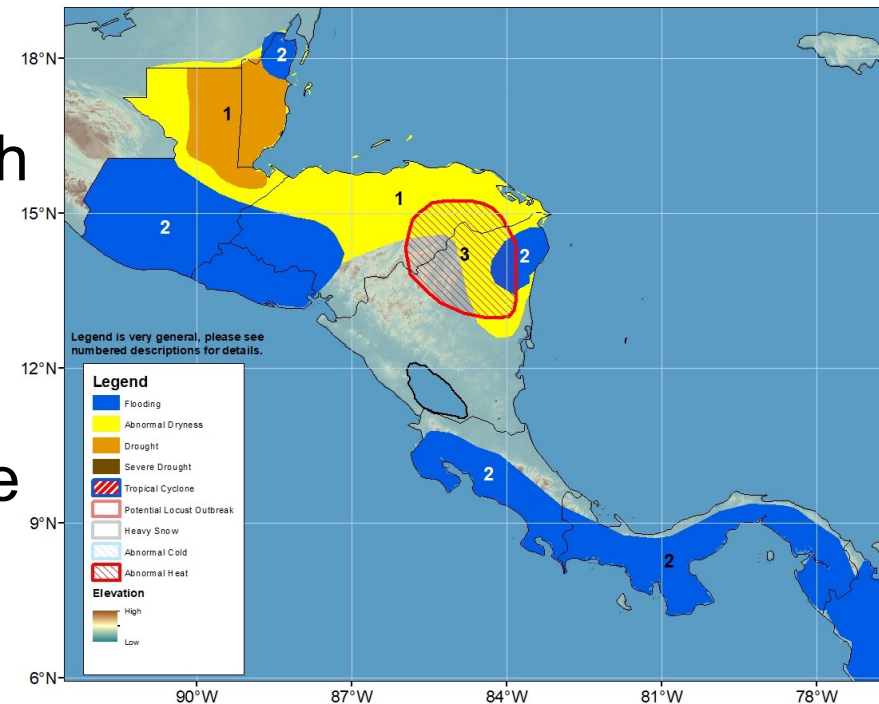 18°N
2
1
h
1
15°N
2
3
2
Legend is very general, please see
numbered descriptions for details.
12°N
Legend
Flooding
Abnormal Dryness
Drought
Severe Drought
Tropical Cyclone
Potential Locust Outbreak
Heavy Snow
Abnormal Cold
Abnormal Heat
Elevation
High
Low
e
2
9°N
2
6°N
90°W
87°W
84°W
81°W
78°W